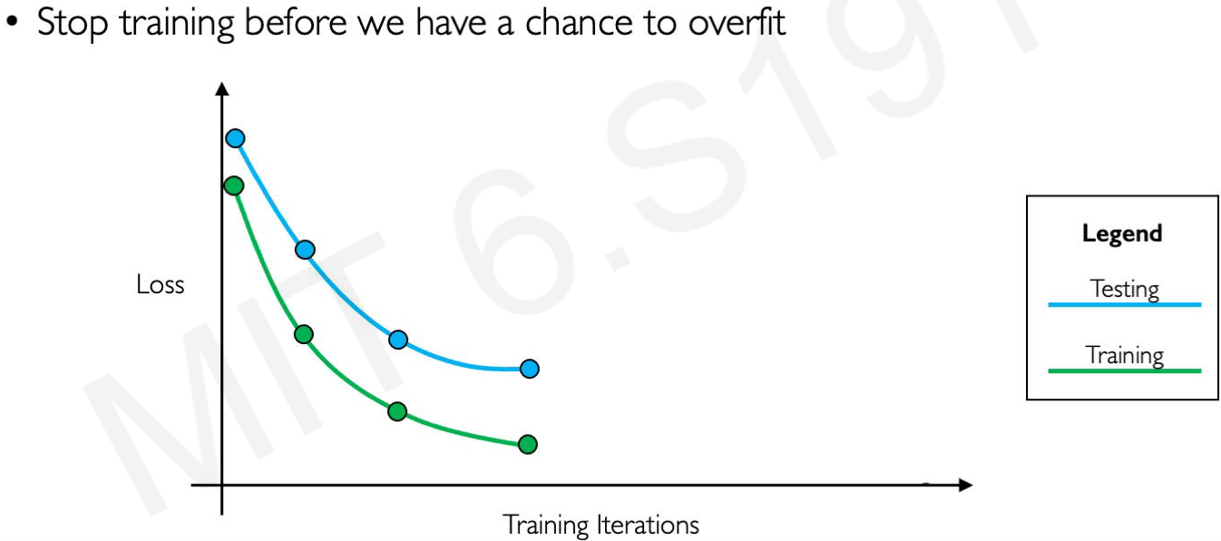 • Stop training before we have a chance to overfit
MIT 6.S191
Loss
Legend
Testing
Training
Training Iterations